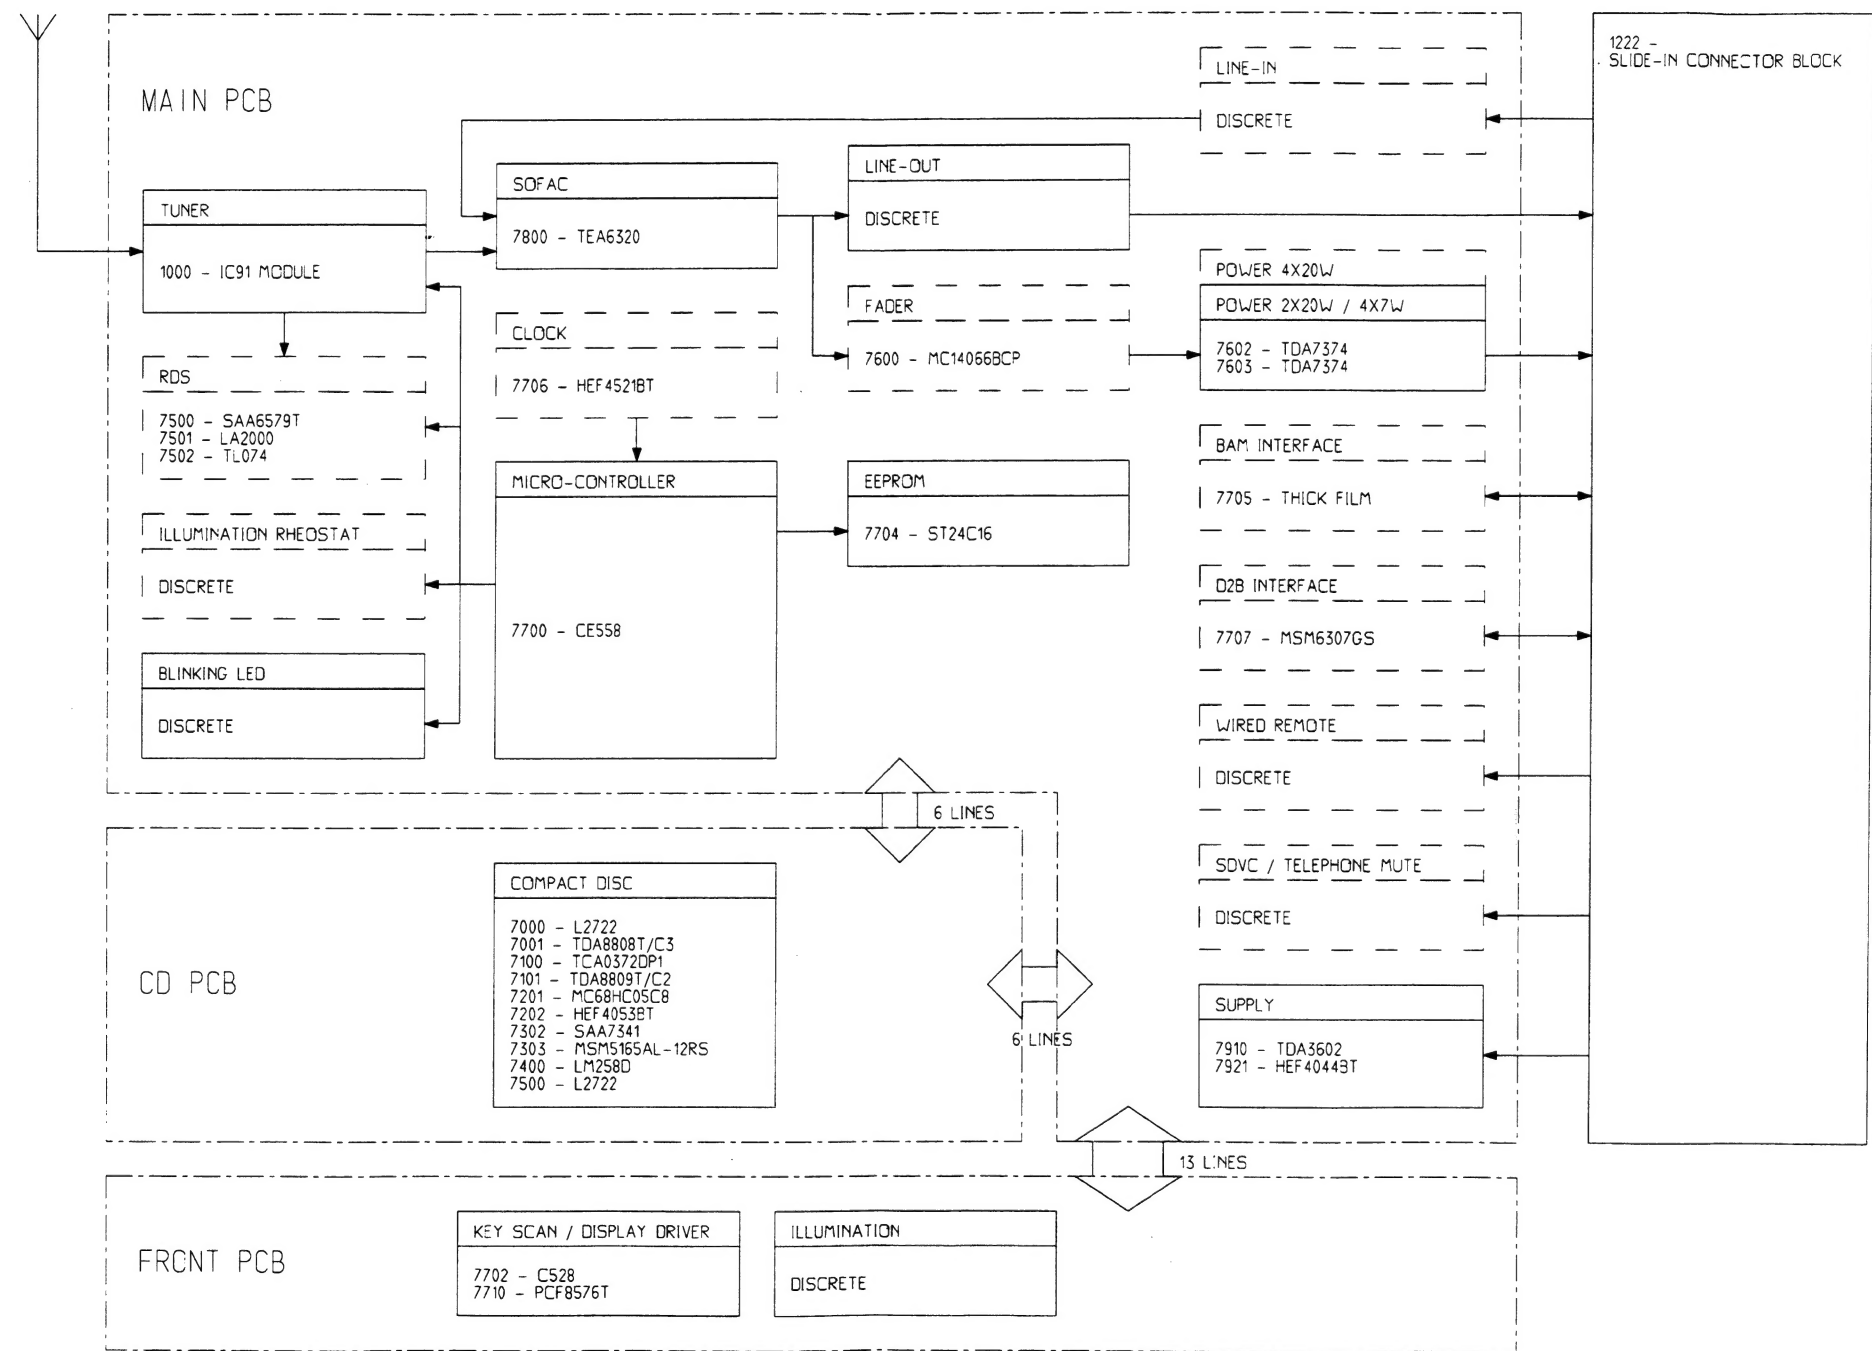 1222 -
SLIDE-IN CONNECTOR BLOCK
MAIN PCB
LINE-IN
DISCRETE
TUNER
1000 - IC91 MODULE
SOFAC
7800 - TEA6320
LINE-OUT
DISCRETE
POWER 4X20W
POWER 2X20W / 4X7W
7602 - TDA7374
7603 - TDA7374
FADER
7600 - MC14066BCP
CLOCK
7706 - HEF4521BT
RDS
7500 - SAA6579T
7501 - LA2000
7502 - TL074
ILLUMINATION RHEOSTAT
DISCRETE
BLINKING LED
DISCRETE
MICRO-CONTROLLER
7700 - CE558
EEPROM
7704 - ST24C16
BAM INTERFACE
7705 - THICK FILM
D2B INTERFACE
7707 - MSM6307GS
WIRED REMOTE
DISCRETE
SDVC / TELEPHONE MUTE
DISCRETE
SUPPLY
7910 - TDA3602
7921 - HEF4044BT
6 LINES
CD PCB
COMPACT DISC
7000 - L2722
7001 - TDA8808T/C3
7100 - TCA0372DP1
7101 - TDA8809T/C2
7201 - MC68HC05C8
7202 - HEF4053BT
7302 - SAA7341
7303 - MSM5165AL-12RS
7400 - LM258D
7500 - L2722
6 LINES
13 LINES
FRONT PCB
KEY SCAN / DISPLAY DRIVER
7702 - C528
7710 - PCF8576T
ILLUMINATION
DISCRETE